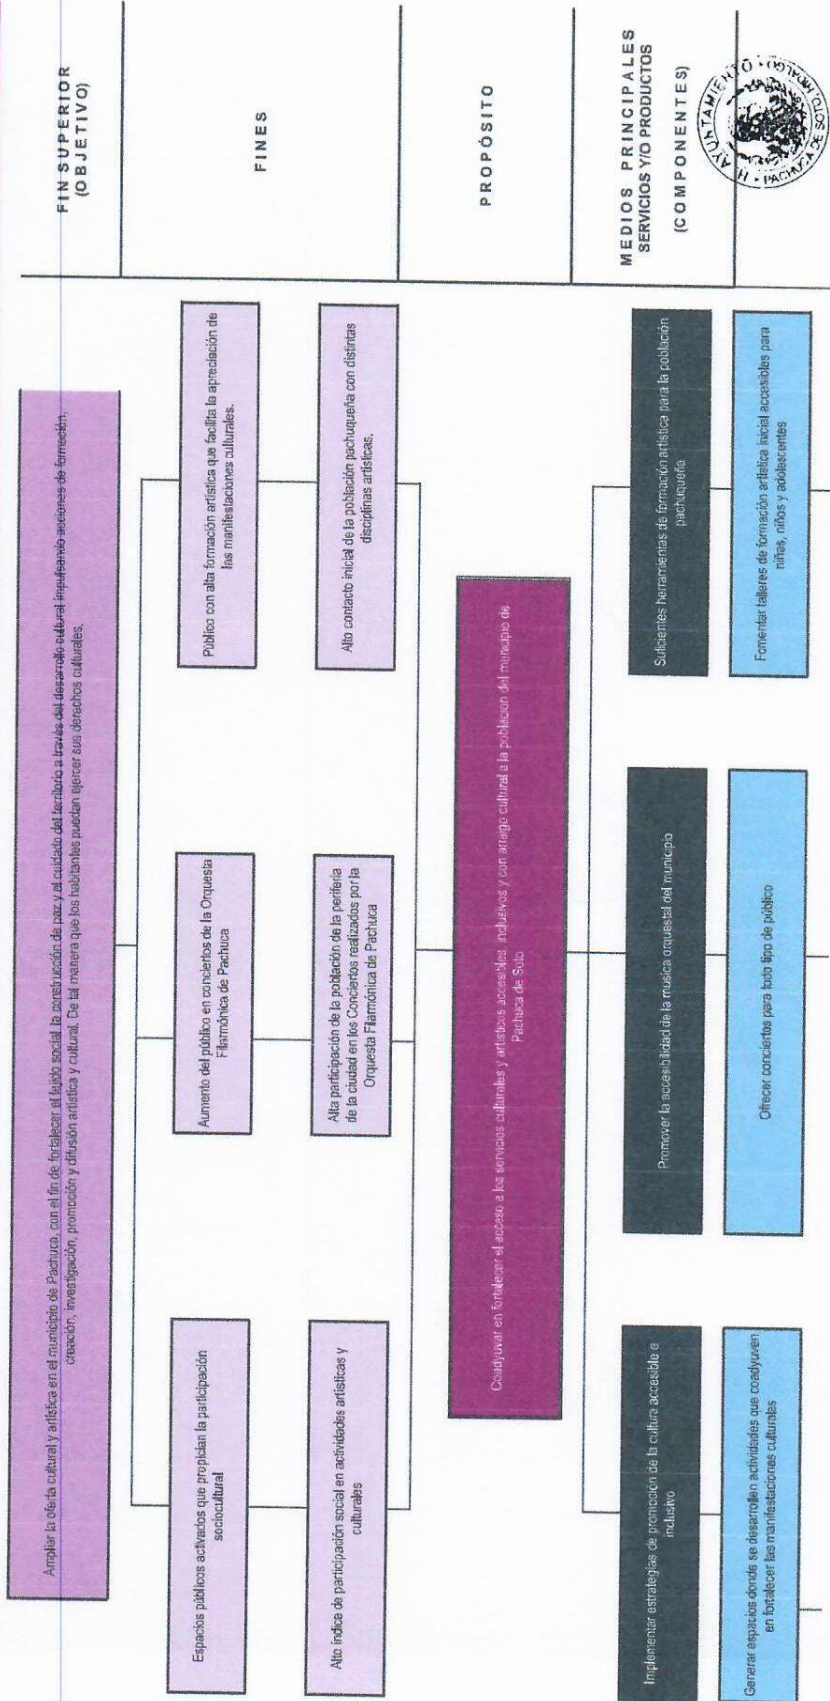 Ampliar la oferta cultural y artística en el municipio de Pachuca, con el fin de fortalecer el tejido social, la construcción de paz y el cuidado del territorio a través del desarrollo cultural impulsando acciones de formación,
creación, investigación, promoción y difusión artística y cultural. De tal manera que los habitantes puedan ejercer sus derechos culturales.
FIN SUPERIOR
(OBJETIVO)
Espacios públicos activados que propician la participación
sociocultural
Aumento del público en conciertos de la Orquesta
Filarmónica de Pachuca
Público con alta formación artística que facilita la apreciación de
las manifestaciones culturales.
FINES
Alto índice de participación social en actividades artísticas y
culturales
Alta participación de la población de la periferia
de la ciudad en los Conciertos realizados por la
Orquesta Filarmónica de Pachuca
Alto contacto inicial de la población pachuqueña con distintas
disciplinas artísticas.
Coadyuvar en fortalecer el acceso a los servicios culturales y artísticos accesibles, inclusivos y con arraigo cultural a la población del municipio de
Pachuca de Soto
PROPÓSITO
Implementar estrategias de promoción de la cultura accesible e
inclusivo
Promover la accesibilidad de la musica orquestal del municipio
Suficientes herramientas de formación artística para la población
pachuqueña
MEDIOS PRINCIPALES
SERVICIOS Y/O PRODUCTOS
(COMPONENTES)
Generar espacios donde se desarrollen actividades que coadyuven
en fortalecer las manifestaciones culturales
Ofrecer conciertos para todo tipo de público
Fomentar talleres de formación artística inicial accesibles para
niñas, niños y adolescentes
H. AYUNTAMIENTO
PACHUCA DE SOTO, HIDALGO